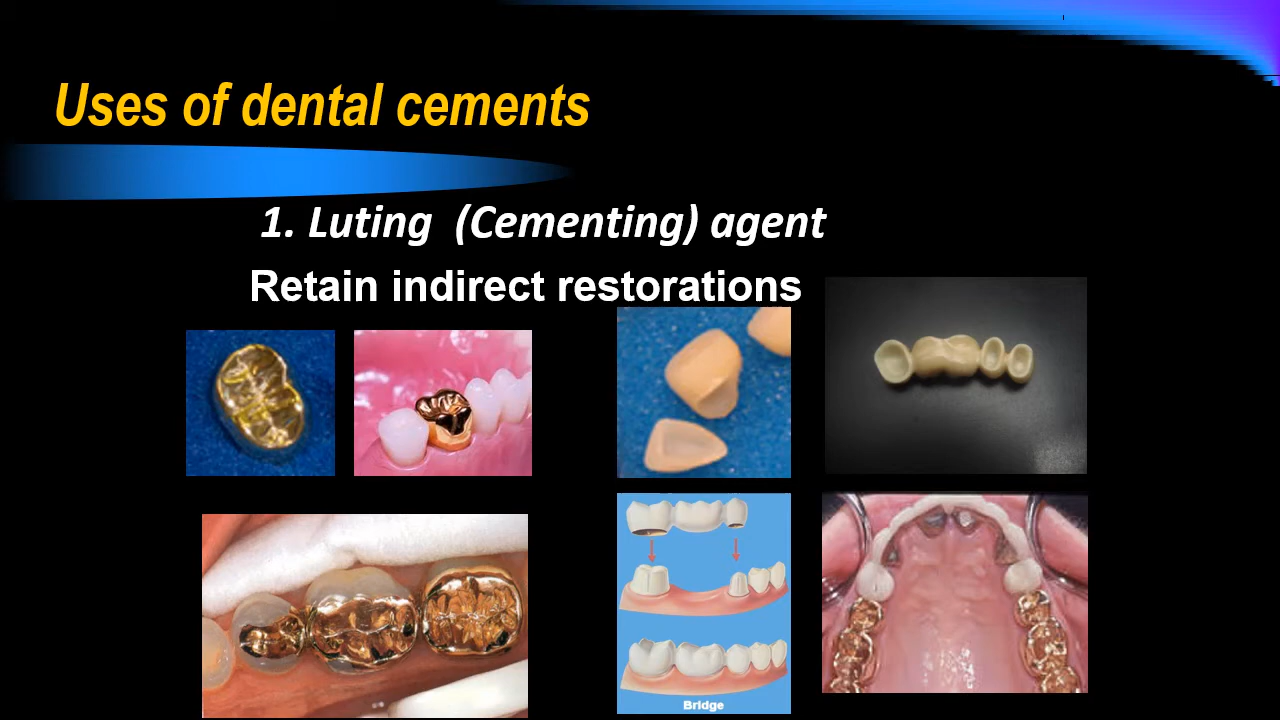 Uses of dental cements
1. Luting (Cementing) agent
Retain indirect restorations
Bridge